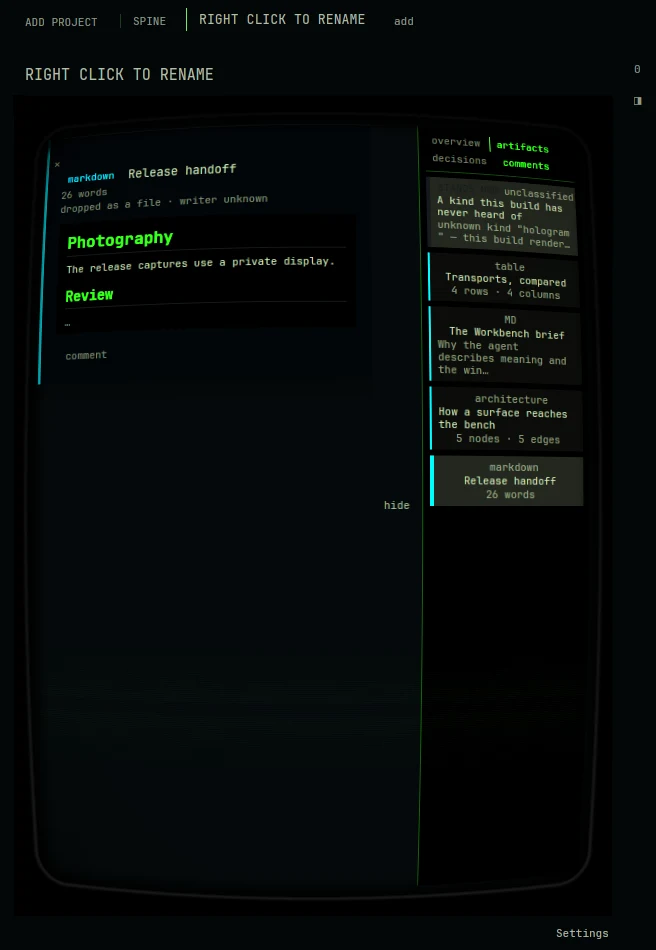 ADD PROJECT
SPINE
RIGHT CLICK TO RENAME
add
RIGHT CLICK TO RENAME
0
×
markdown Release handoff
26 words
dropped as a file · writer unknown
Photography
The release captures use a private display.
Review
…
comment
hide
overview artifacts
decisions comments
unclassified
A kind this build has
never heard of
unknown kind "hologram
" — this build render…
table
Transports, compared
4 rows · 4 columns
MD
The Workbench brief
Why the agent
describes meaning and
the win…
architecture
How a surface reaches
the bench
5 nodes · 5 edges
markdown
Release handoff
26 words
Settings